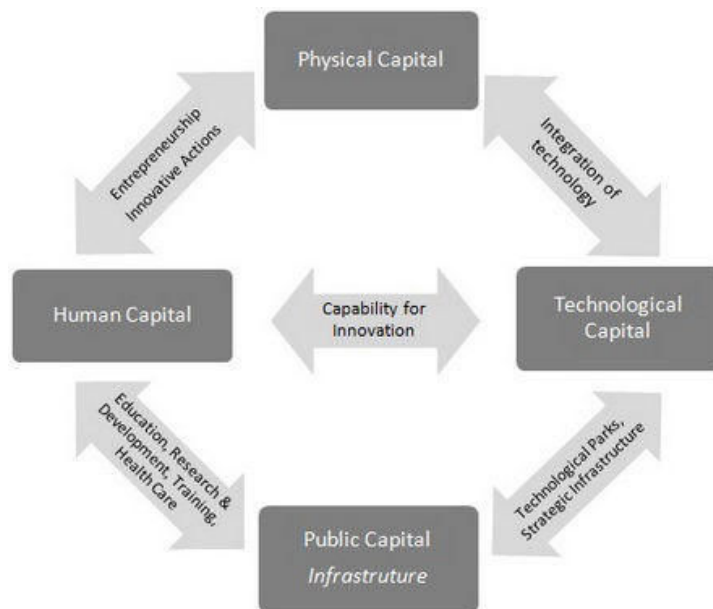 Physical Capital
Entrepreneurship
Innovative Actions
Integration of
technology
Human Capital
Capability for
Innovation
Technological
Capital
Education, Research &
Development, Training,
Health Care
Technological Parks,
Strategic Infrastructure
Public Capital
Infrastruture